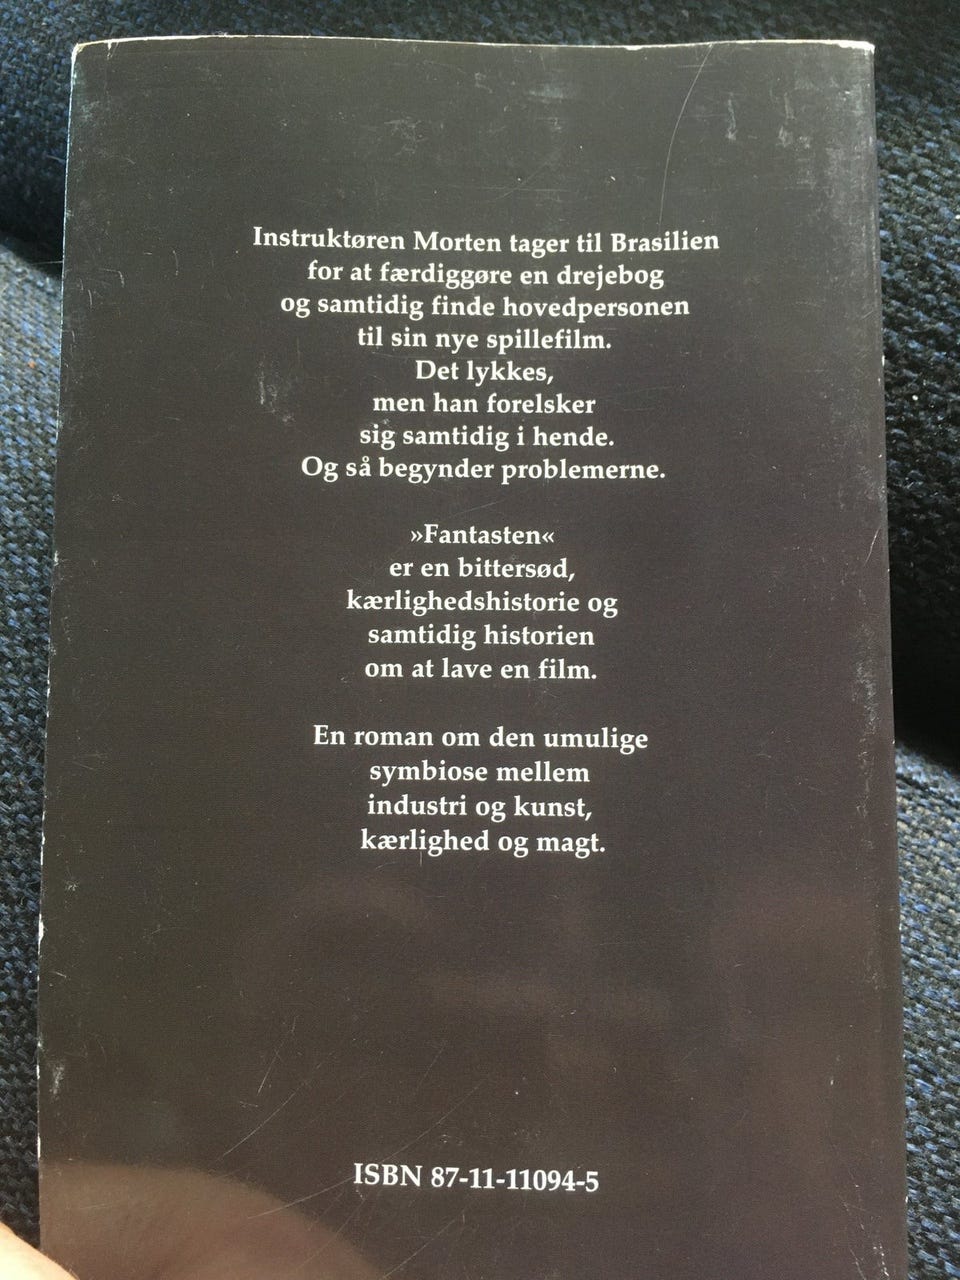 Instruktøren Morten tager til Brasilien
for at færdiggøre en drejebog
og samtidig finde hovedpersonen
til sin nye spillefilm.
Det lykkes,
men han forelsker
sig samtidig i hende.
Og så begynder problemerne.
»Fantasten«
er en bittersød,
kærlighedshistorie og
samtidig historien
om at lave en film.
En roman om den umulige
symbiose mellem
industri og kunst,
kærlighed og magt.
ISBN 87-11-11094-5